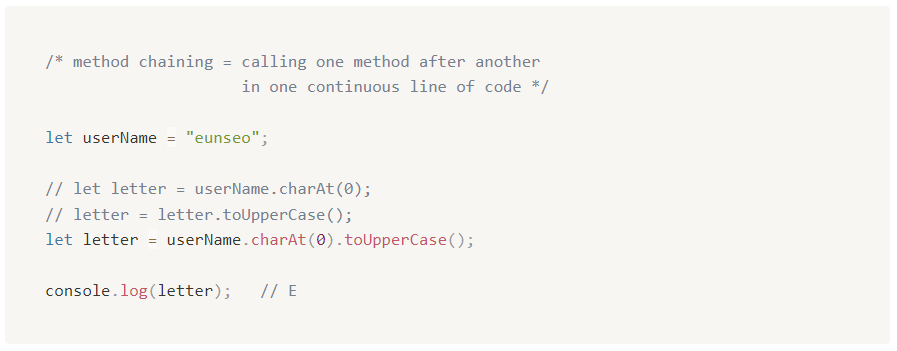 /* method chaining = calling one method after another
                     in one continuous line of code */
let userName = "eunseo";
// let letter = userName.charAt(0);
// letter = letter.toUpperCase();
let letter = userName.charAt(0).toUpperCase();
console.log(letter);   // E